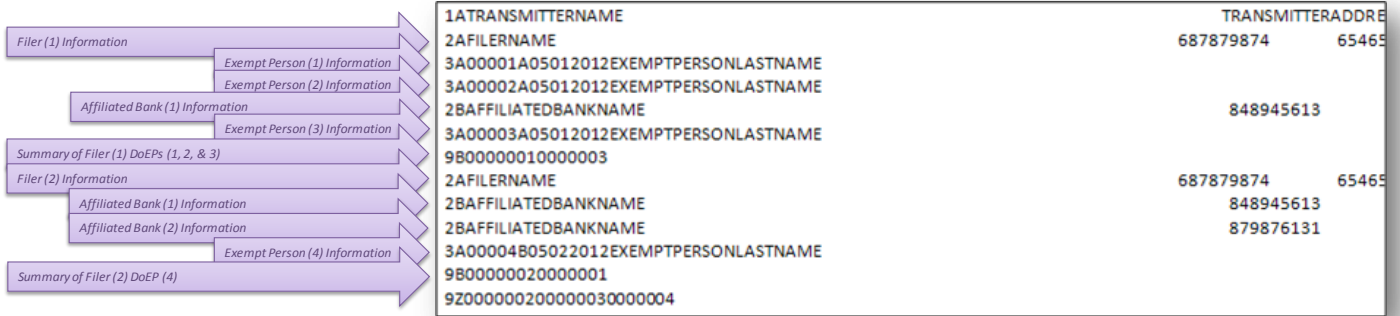 Filer (1) Information
Exempt Person (1) Information
Exempt Person (2) Information
Affiliated Bank (1) Information
Exempt Person (3) Information
Summary of Filer (1) DoEPs (1, 2, & 3)
Filer (2) Information
Affiliated Bank (1) Information
Affiliated Bank (2) Information
Exempt Person (4) Information
Summary of Filer (2) DoEP (4)
1ATRANSMITTERNAME TRANSMITTERADDRE
2AFILERNAME 687879874 65465
3A00001A05012012EXEMPTPERSONLASTNAME
3A00002A05012012EXEMPTPERSONLASTNAME
2BAFFILIATEDBANKNAME 848945613
3A00003A05012012EXEMPTPERSONLASTNAME
9B00000010000003
2AFILERNAME 687879874 65465
2BAFFILIATEDBANKNAME 848945613
2BAFFILIATEDBANKNAME 879876131
3A00004B05022012EXEMPTPERSONLASTNAME
9B00000020000001
9Z000000200000030000004